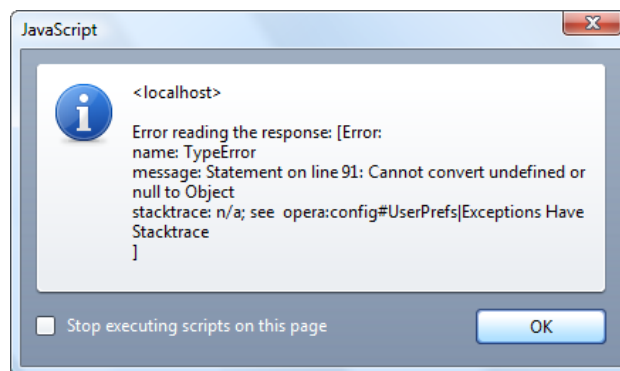 JavaScript
<localhost>
Error reading the response: [Error:
name: TypeError
message: Statement on line 91: Cannot convert undefined or
null to Object
stacktrace: n/a; see  opera:config#UserPrefs|Exceptions Have
Stacktrace
]
Stop executing scripts on this page
OK